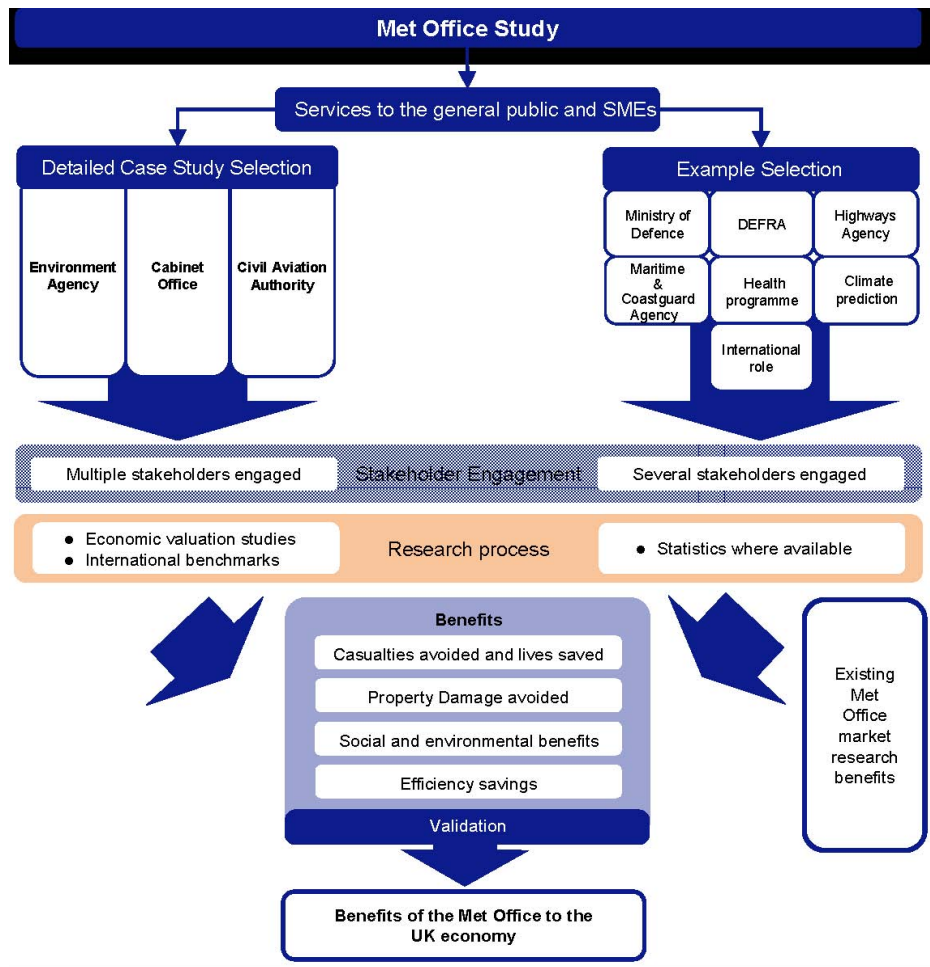 Met Office Study
Services to the general public and SMEs
Detailed Case Study Selection
Environment
Agency
Cabinet
Office
Civil Aviation
Authority
Example Selection
Ministry of
Defence
DEFRA
Highways
Agency
Maritime
&
Coastguard
Agency
Health
programme
Climate
prediction
International
role
Multiple stakeholders engaged
Stakeholder Engagement
Several stakeholders engaged
● Economic valuation studies
● International benchmarks
Research process
● Statistics where available
Benefits
Casualties avoided and lives saved
Property Damage avoided
Social and environmental benefits
Efficiency savings
Validation
Existing
Met
Office
market
research
benefits
Benefits of the Met Office to the
UK economy